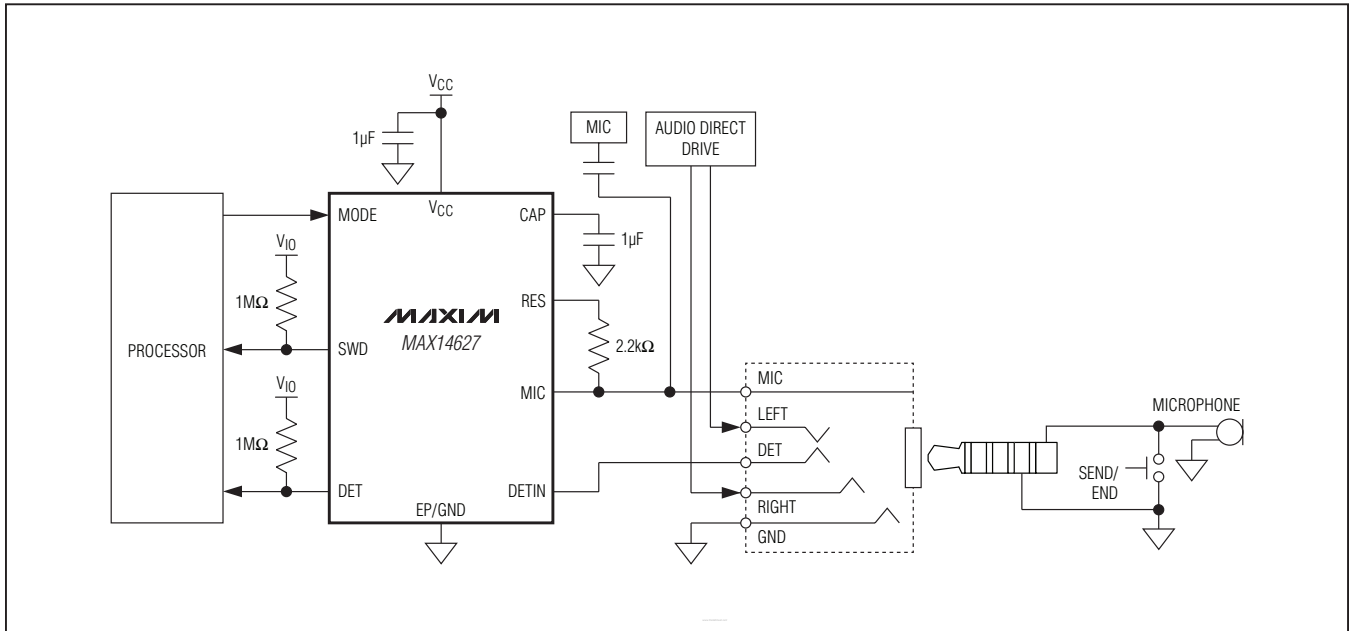 VCC
1µF
MIC
AUDIO DIRECT
DRIVE
MODE
VCC
CAP
VIO
1µF
1MΩ
RES
MAXIM
MAX14627
PROCESSOR
SWD
2.2kΩ
VIO
MIC
MIC
LEFT
MICROPHONE
1MΩ
DET
SEND/
END
DET
DETIN
EP/GND
RIGHT
GND